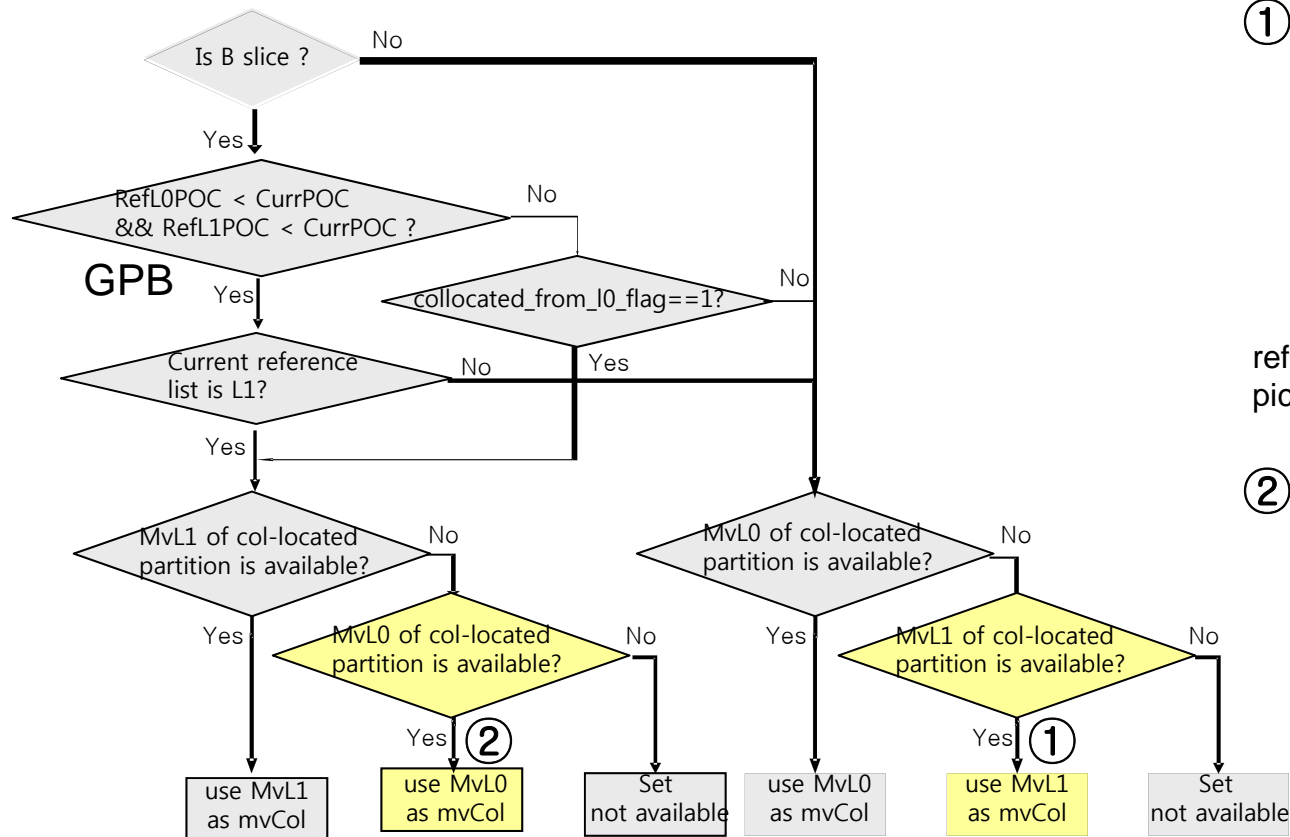 Is B slice ?
No
①
Yes
RefL0POC < CurrPOC
&& RefL1POC < CurrPOC ?
No
GPB
Yes
collocated_from_l0_flag==1?
No
Current reference
list is L1?
No
Yes
ref
pic
Yes
②
MvL1 of col-located
partition is available?
No
MvL0 of col-located
partition is available?
No
Yes
MvL0 of col-located
partition is available?
No
Yes
MvL1 of col-located
partition is available?
No
Yes
②
Yes
①
use MvL1
as mvCol
use MvL0
as mvCol
Set
not available
use MvL0
as mvCol
use MvL1
as mvCol
Set
not available